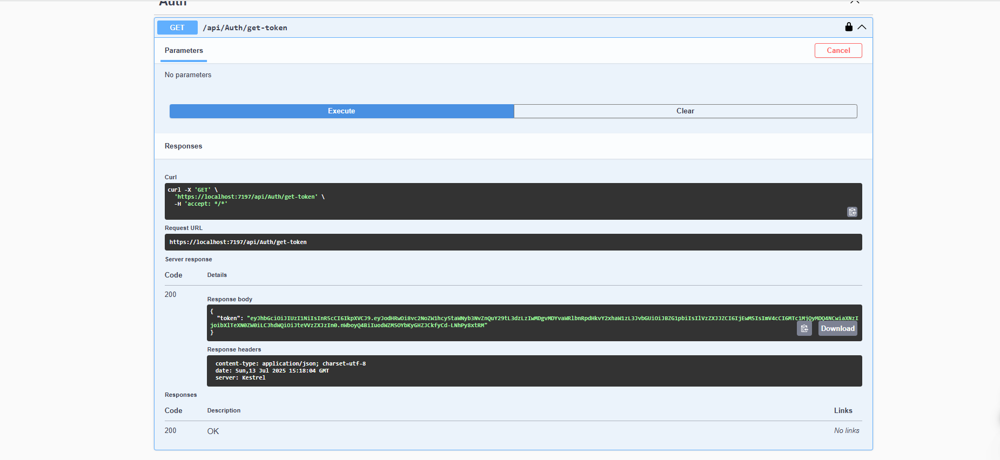 Auth
GET /api/Auth/get-token
Parameters
Cancel
No parameters
Execute
Clear
Responses
Curl
curl -X 'GET' \
'https://localhost:7197/api/Auth/get-token' \
-H 'accept: */*'
Request URL
https://localhost:7197/api/Auth/get-token
Server response
Code Details
200
Response body
{
"token": "eyJhbGciOiJIUzI1NiIsInR5cCI6IkpXVCJ9.eyJodHRwOi8vc2NoZW1hcy5taWNyb3NvZnQuY29tL3dzLzIwMDgvMDYvaWRlbnRpdHkvY2xhaW1zL3JvbGUiOiJBZG1pbiIsIlVzZXJJZCI6IjEwMSIsImV4cCI6MTc1MjQyMDQ4NCwiaXNzI
joibXlTeXN0ZW0iLCJhdWQiOiJteVVzZXJzIn0.nWboyQ4BiIuodWZMSOYbKyGHZJCkfyCd-LNhPy8xtRM"
}
Download
Response headers
content-type: application/json; charset=utf-8
date: Sun,13 Jul 2025 15:18:04 GMT
server: Kestrel
Responses
Code Description Links
200 OK No links